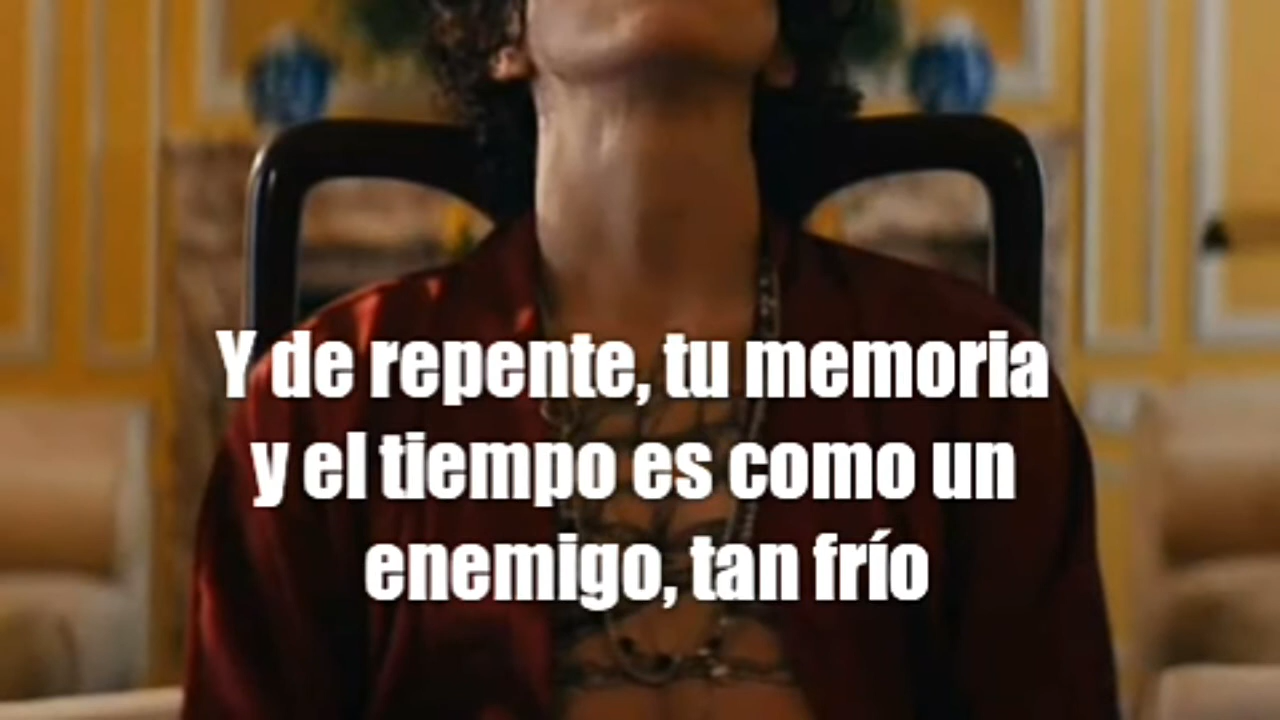 Y de repente, tu memoria
y el tiempo es como un
enemigo, tan frío